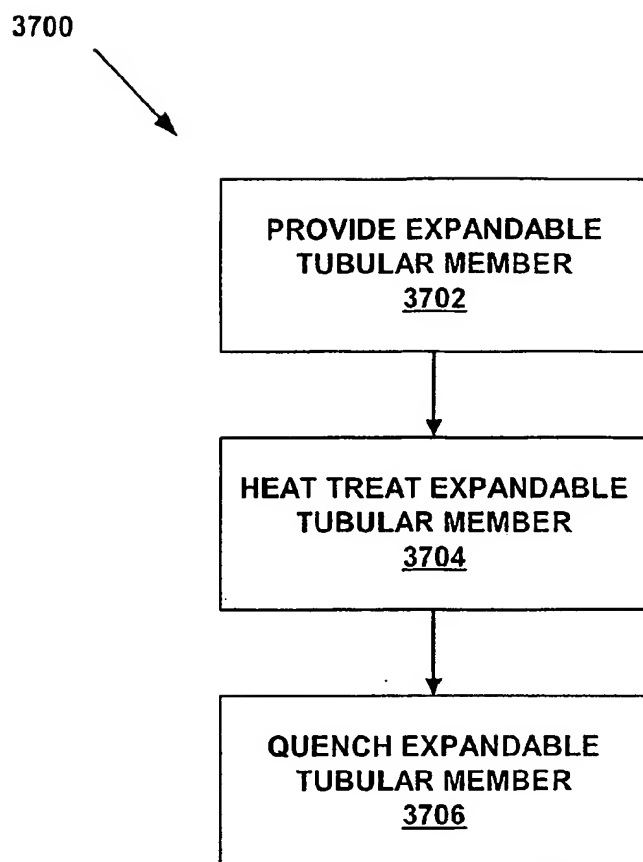 3700
PROVIDE EXPANDABLE
TUBULAR MEMBER
3702
HEAT TREAT EXPANDABLE
TUBULAR MEMBER
3704
QUENCH EXPANDABLE
TUBULAR MEMBER
3706